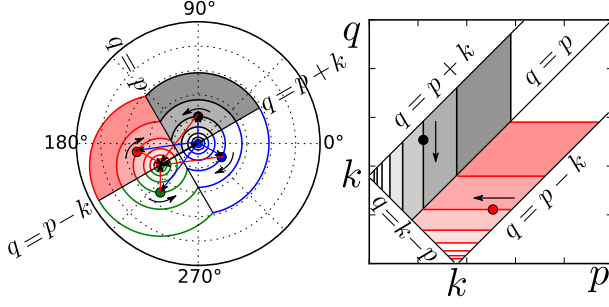 90°
q = p
q = p + k
180°
0°
q = p − k
270°
q
q = p + k
q = p
k
q = k − p
q = p − k
k
p